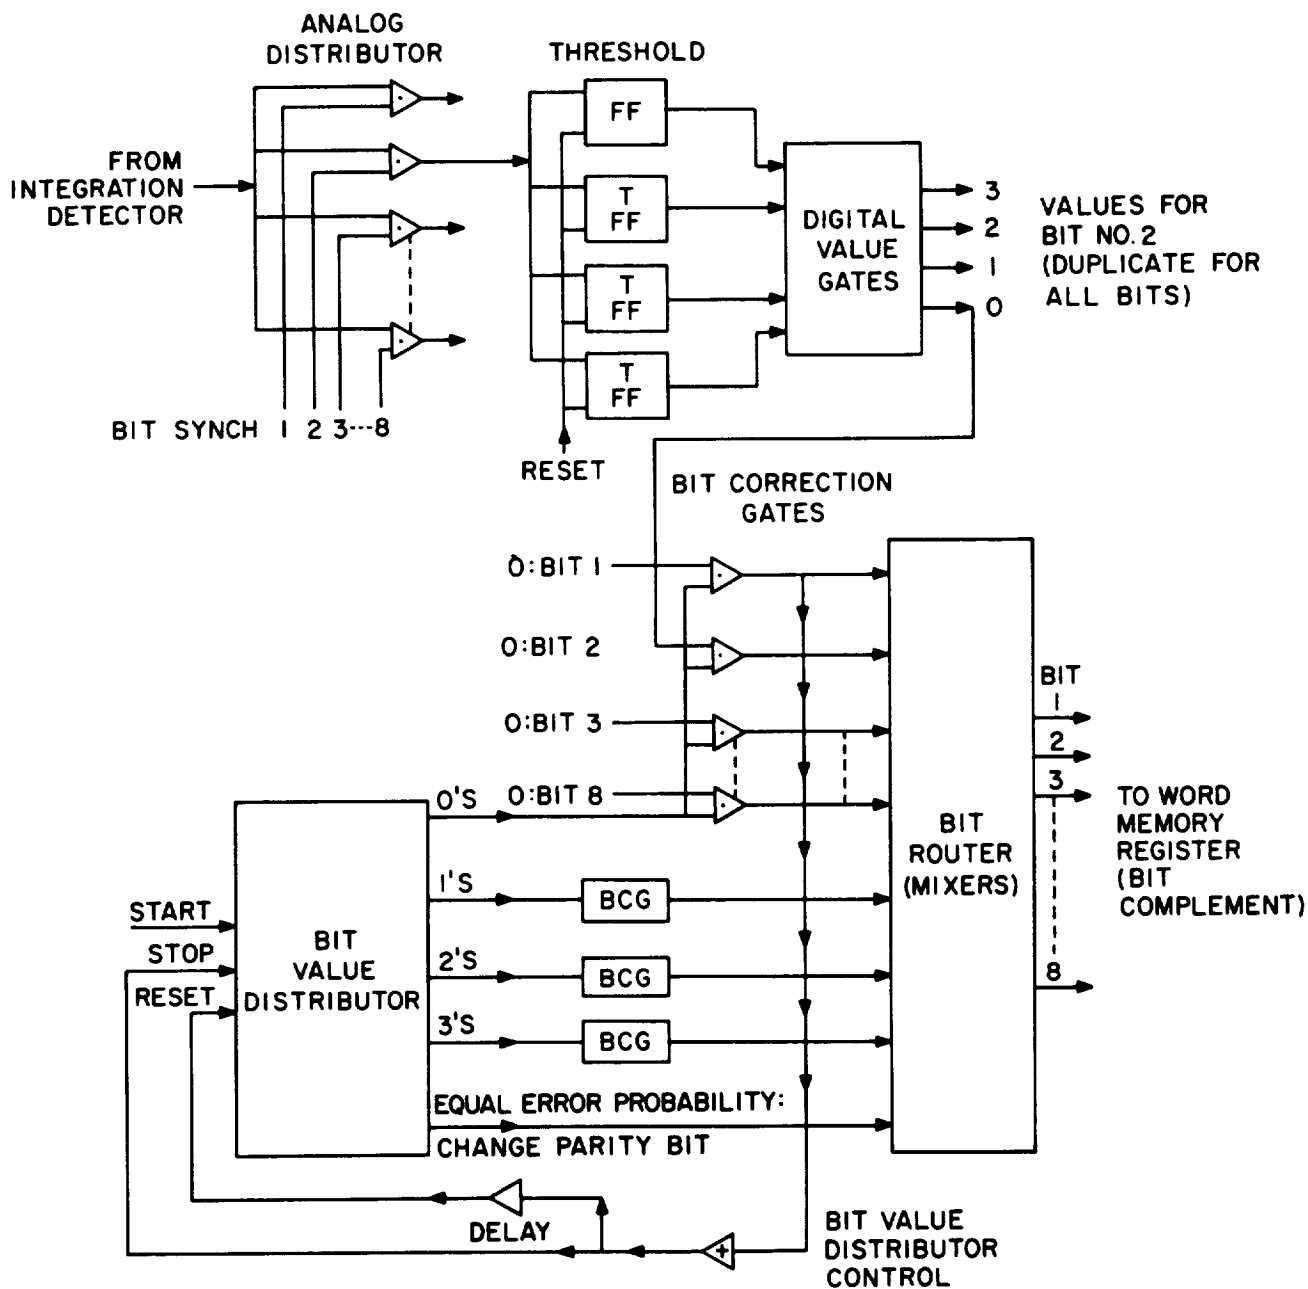 ANALOG
DISTRIBUTOR
THRESHOLD
FROM
INTEGRATION
DETECTOR
FF
T
FF
T
FF
T
FF
DIGITAL
VALUE
GATES
3
2
1
0
VALUES FOR
BIT NO. 2
(DUPLICATE FOR
ALL BITS)
BIT SYNCH 1 2 3---8
RESET
BIT CORRECTION
GATES
0:BIT 1
0:BIT 2
0:BIT 3
0:BIT 8
BIT
ROUTER
(MIXERS)
BIT
1
2
3
8
TO WORD
MEMORY
REGISTER
(BIT
COMPLEMENT)
START
STOP
RESET
BIT
VALUE
DISTRIBUTOR
0'S
1'S
2'S
3'S
BCG
BCG
BCG
EQUAL ERROR PROBABILITY:
CHANGE PARITY BIT
DELAY
+
BIT VALUE
DISTRIBUTOR
CONTROL